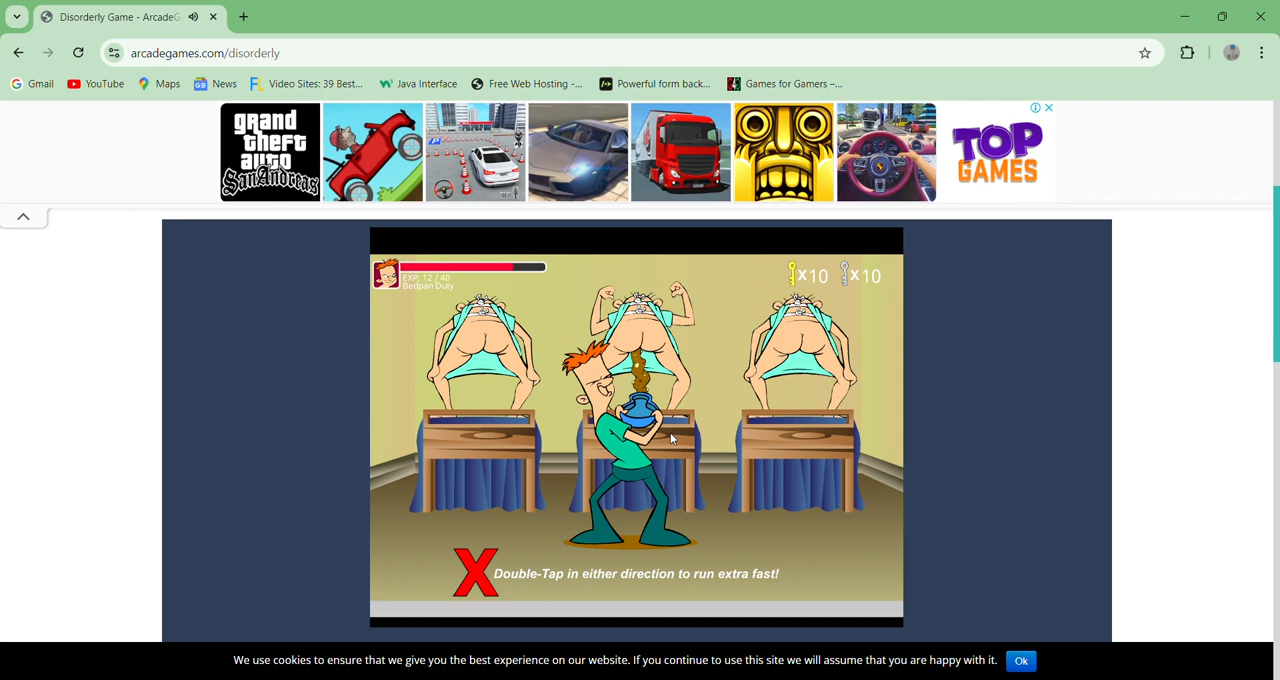 Disorderly Game - ArcadeG
arcadegames.com/disorderly
Gmail YouTube Maps News Video Sites: 39 Best... Java Interface Free Web Hosting -... Powerful form back... Games for Gamers –...
grand
theft
auto
San Andreas
TOP
GAMES
EXP: 12 / 40
Bedpan Duty
x10 x10
X Double-Tap in either direction to run extra fast!
We use cookies to ensure that we give you the best experience on our website. If you continue to use this site we will assume that you are happy with it. Ok